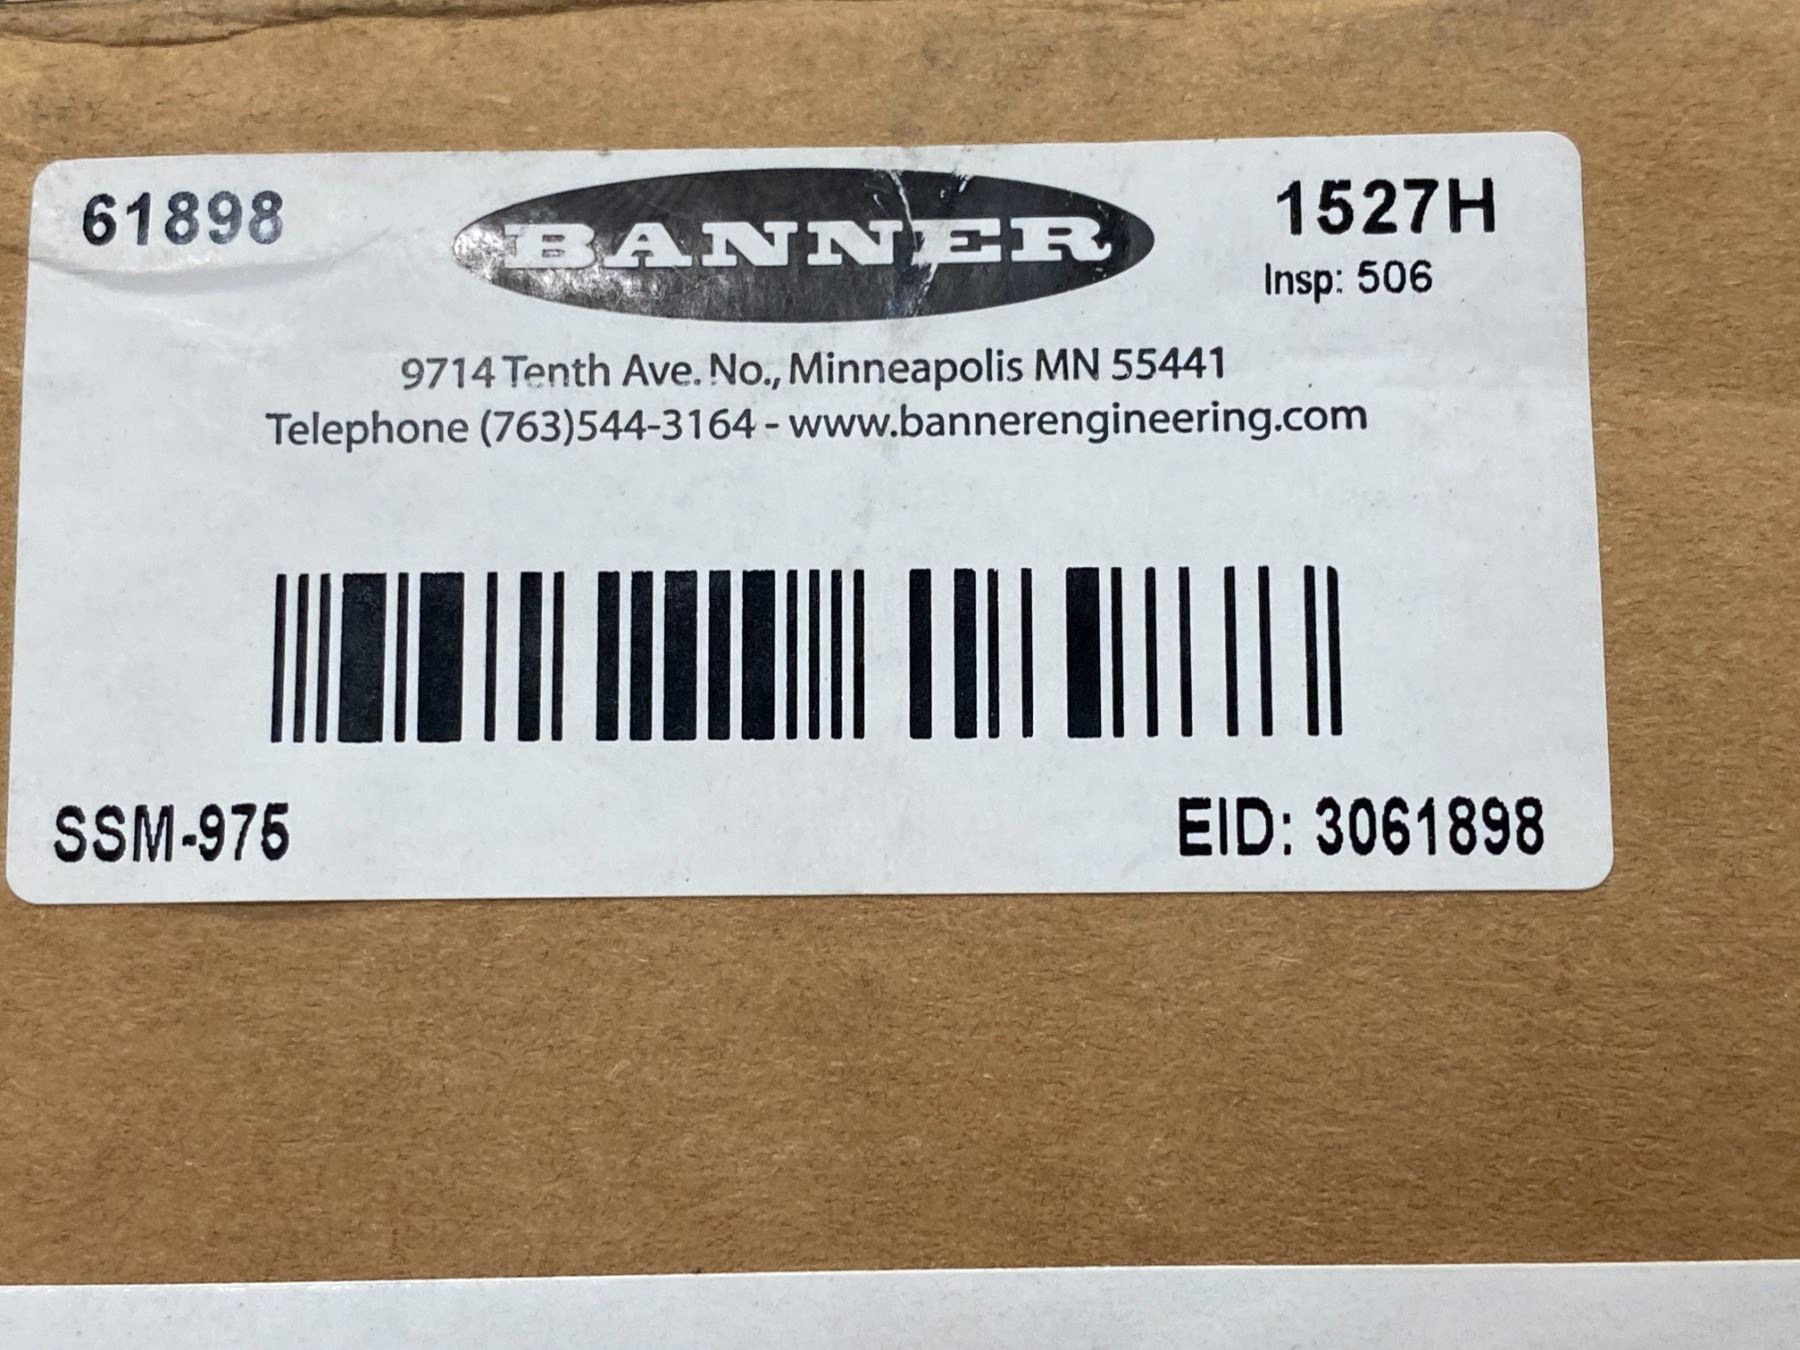 61898
BANNER
1527H
Insp: 506
9714 Tenth Ave. No., Minneapolis MN 55441
Telephone (763)544-3164 - www.bannerengineering.com
SSM-975
EID: 3061898